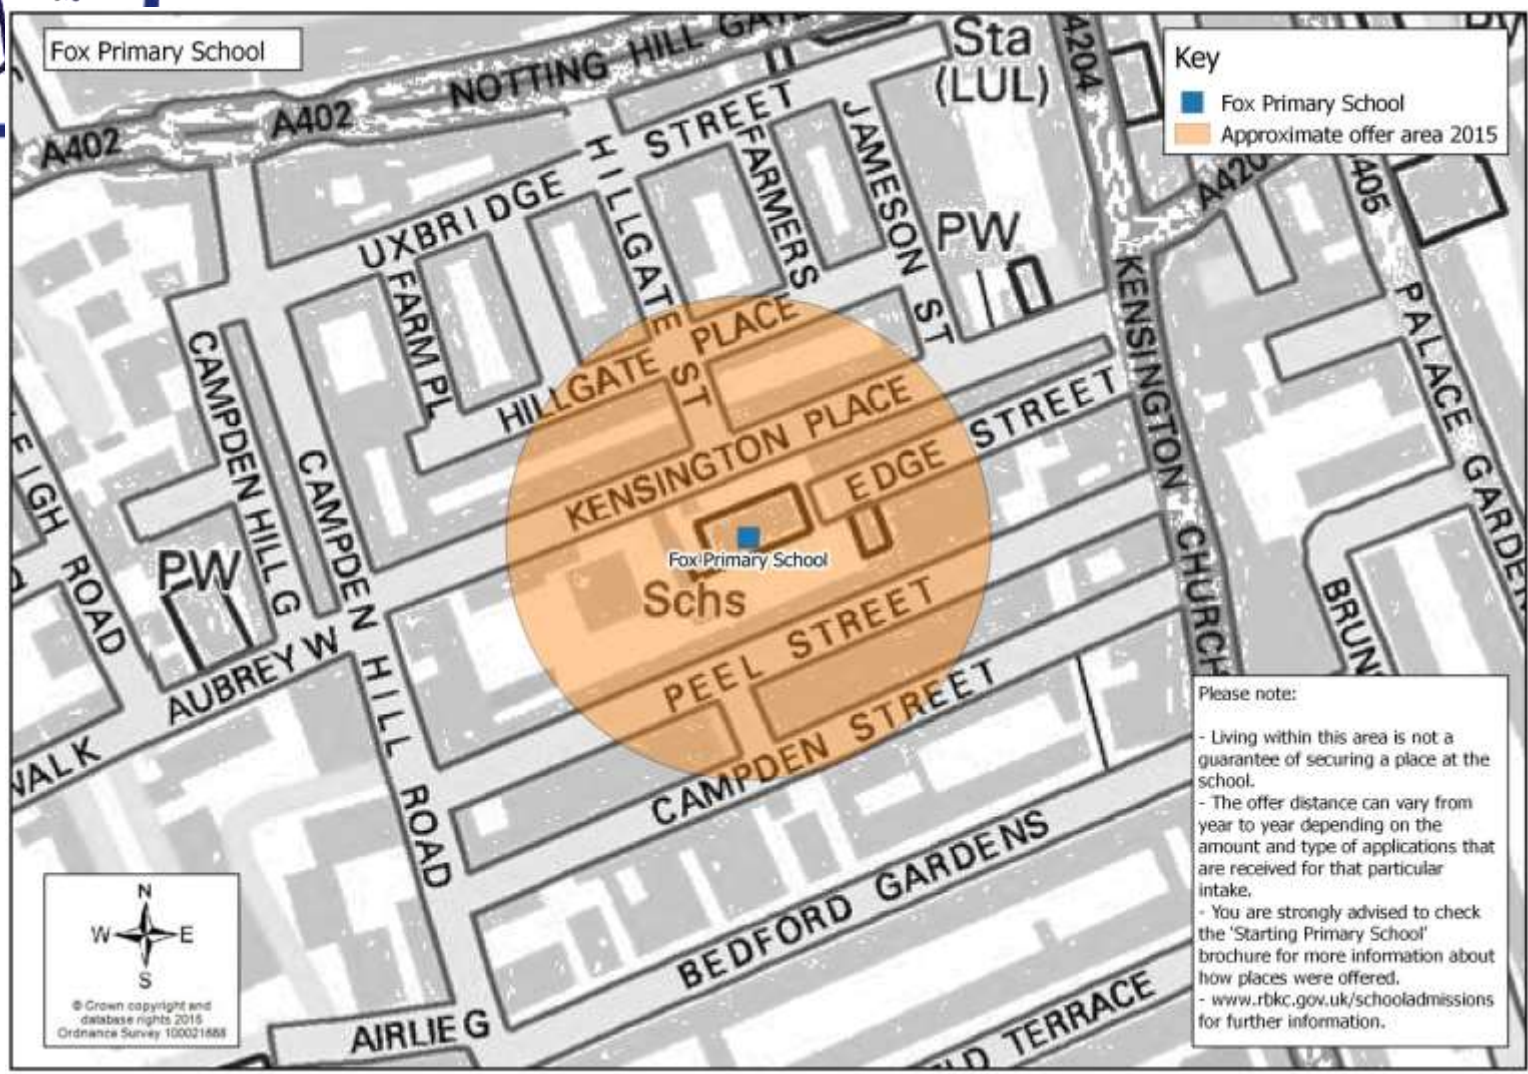 Fox Primary School
Key
Fox Primary School
Approximate offer area 2015
NOTTING HILL GATE
A402
A402
Sta
(LUL)
A204
UXBRIDGE STREET
HILLGATE ST
FARMERS
JAMESON ST
PW
FARM PL
HILLGATE PLACE
KENSINGTON PLACE
EDGE STREET
KENSINGTON CHURCH
PALACE GARDEN
CAMPDEN HILL G
CAMPDEN HILL ROAD
ROAD
PW
AUBREY W
WALK
Fox Primary School
Schs
PEEL STREET
CAMPDEN STREET
BEDFORD GARDENS
AIRLIE G
TERRACE
BRUNS
N
W E
S
© Crown copyright and
database rights 2015
Ordnance Survey 100021668
Please note:
- Living within this area is not a
guarantee of securing a place at the
school.
- The offer distance can vary from
year to year depending on the
amount and type of applications that
are received for that particular
intake.
- You are strongly advised to check
the 'Starting Primary School'
brochure for more information about
how places were offered.
- www.rbkc.gov.uk/schooladmissions
for further information.